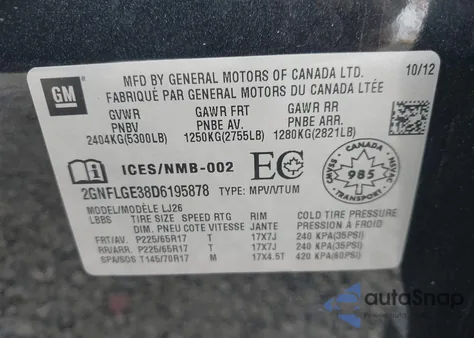 GM
MFD BY GENERAL MOTORS OF CANADA LTD.
10/12
FABRIQUÉ PAR GENERAL MOTORS DU CANADA LTÉE
GVWR GAWR FRT GAWR RR
PNBV PNBE AV. PNBE AR.
2404KG(5300LB) 1250KG(2755LB) 1280KG(2821LB)
ICES/NMB-002 EC
CANADA
985
TRANSPORT
2GNFLGE38D6195878 TYPE: MPV/VTUM
MODEL/MODÈLE LJ26
LBBS TIRE SIZE SPEED RTG RIM COLD TIRE PRESSURE
DIM. PNEU COTE VITESSE JANTE PRESSION A FROID
FRT/AV. P225/65R17 T 17X7J 240 KPA(35PSI)
RR/ARR. P225/65R17 T 17X7J 240 KPA(35PSI)
SPA/SOS T145/70R17 M 17X4.5T 420 KPA(60PSI)
autoSnap